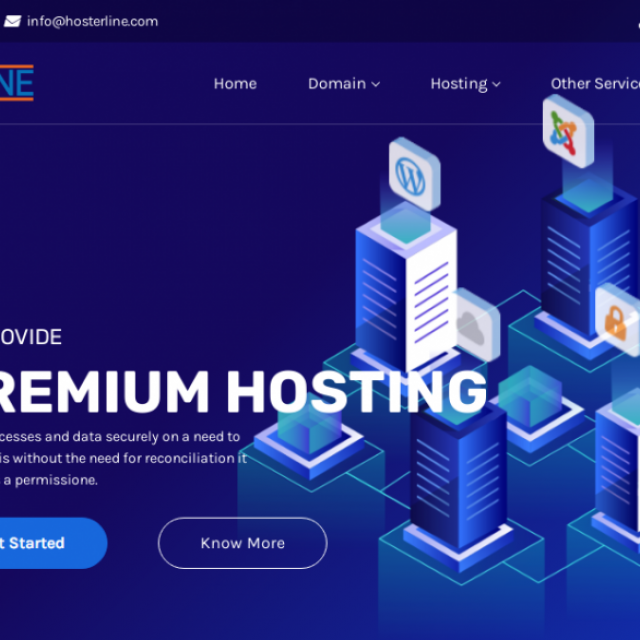 info@hosterline.com
NE
Home Domain Hosting Other Servic
OVIDE
REMIUM HOSTING
cesses and data securely on a need to
is without the need for reconciliation it
a permissione.
t Started Know More